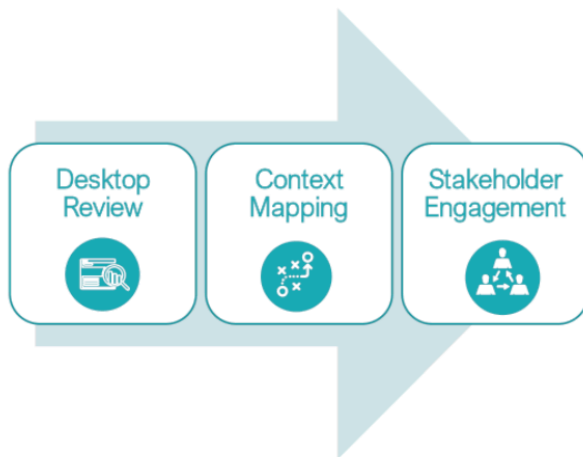 Desktop
Review
Context
Mapping
Stakeholder
Engagement